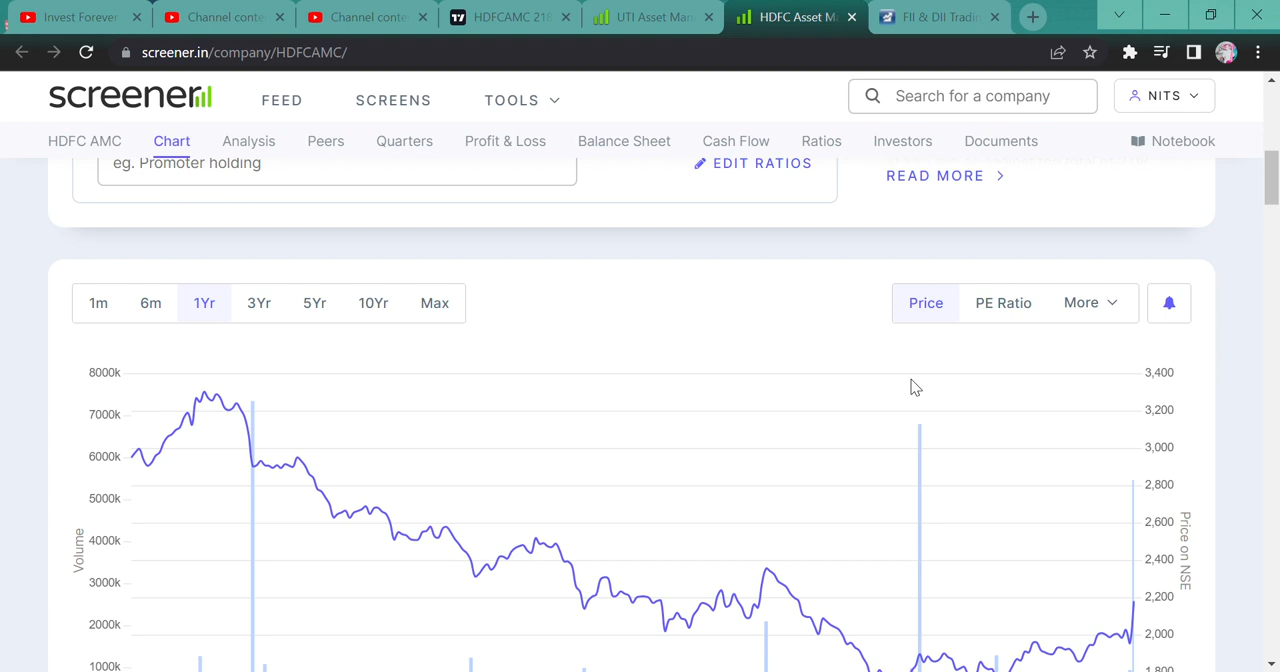 Invest Forever
Channel conte
Channel conte
HDFCAMC 218
UTI Asset Man
HDFC Asset M
FII & DII Tradin
screener.in/company/HDFCAMC/
screener
FEED
SCREENS
TOOLS
Search for a company
NITS
HDFC AMC
Chart
Analysis
Peers
Quarters
Profit & Loss
Balance Sheet
Cash Flow
Ratios
Investors
Documents
Notebook
eg. Promoter holding
EDIT RATIOS
READ MORE
1m
6m
1Yr
3Yr
5Yr
10Yr
Max
Price
PE Ratio
More
8000k
7000k
6000k
5000k
4000k
3000k
2000k
1000k
Volume
3,400
3,200
3,000
2,800
2,600
2,400
2,200
2,000
1,800
Price on NSE